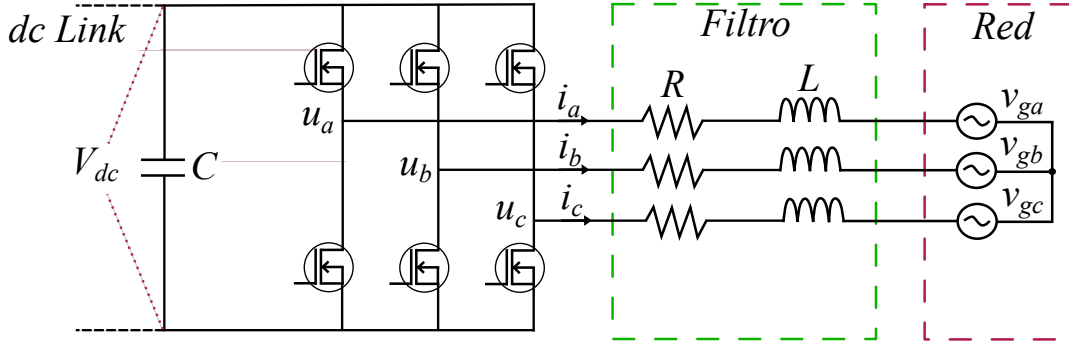 dc Link
Filtro
Red
R
L
i_a
v_ga
u_a
V_dc
C
i_b
v_gb
u_b
i_c
v_gc
u_c